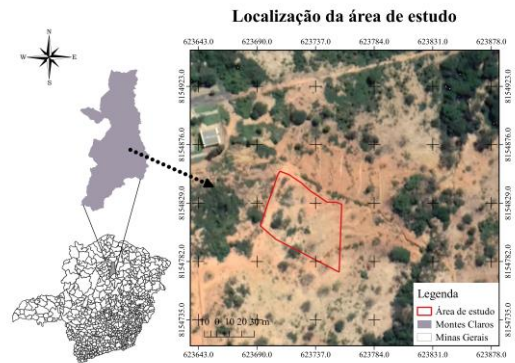 Localização da área de estudo
623643.0 623690.0 623737.0 623784.0 623831.0 623878.0
N
W E
S
8154923.0 8154923.0
8154876.0 8154876.0
8154829.0 8154829.0
8154782.0 8154782.0
8154735.0 8154735.0
Legenda
Área de estudo
Montes Claros
Minas Gerais
10 0 10 20 30 m
623643.0 623690.0 623737.0 623784.0 623831.0 623878.0